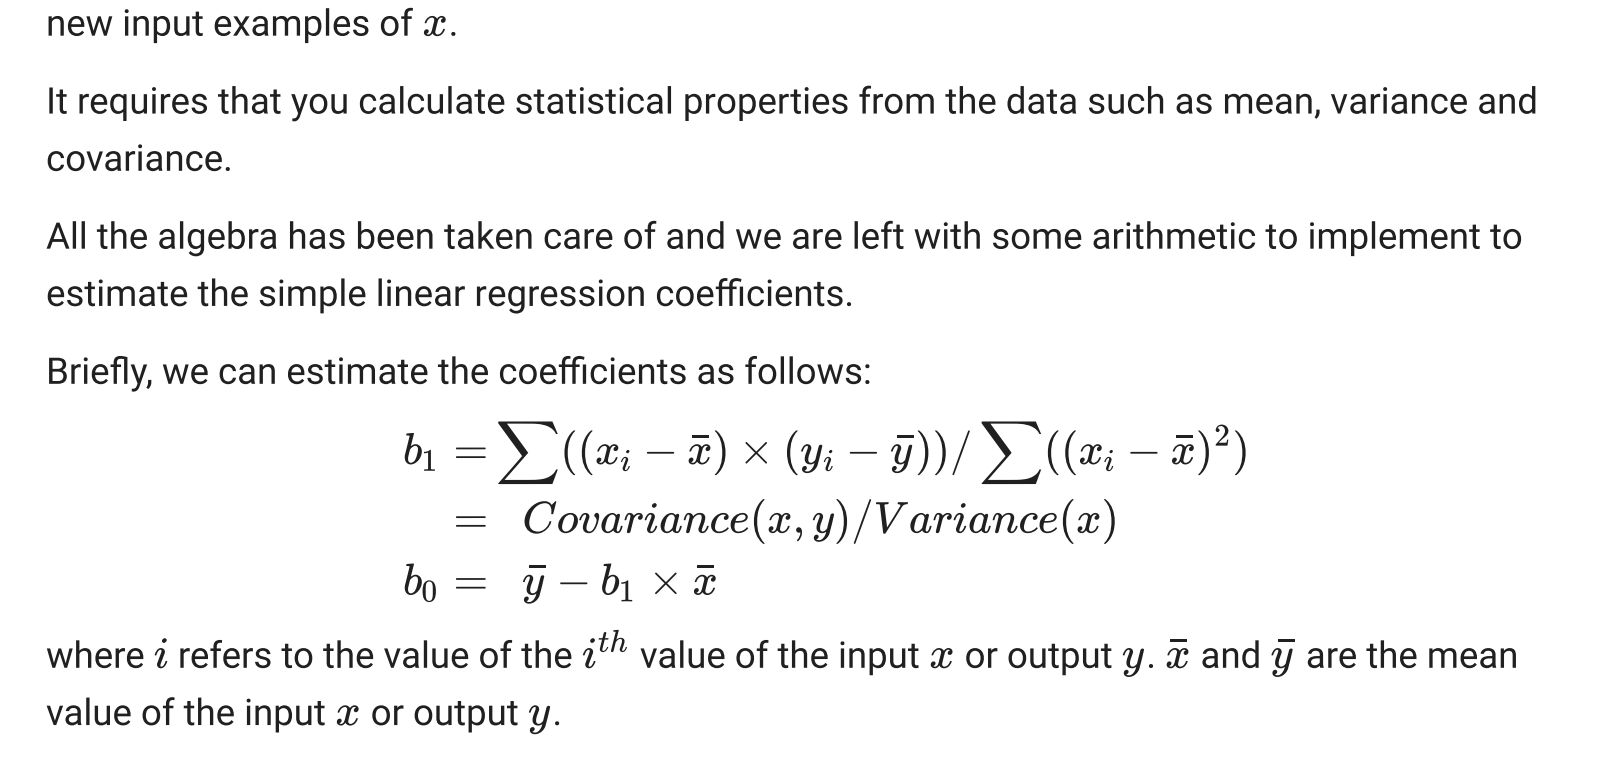 new input examples of x.
It requires that you calculate statistical properties from the data such as mean, variance and
covariance.
All the algebra has been taken care of and we are left with some arithmetic to implement to
estimate the simple linear regression coefficients.
Briefly, we can estimate the coefficients as follows:
b₁ = ∑((xᵢ − x̄) × (yᵢ − ȳ))/∑((xᵢ − x̄)²)
= Covariance(x, y)/Variance(x)
b₀ = ȳ − b₁ × x̄
where i refers to the value of the iᵗʰ value of the input x or output y. x̄ and ȳ are the mean
value of the input x or output y.